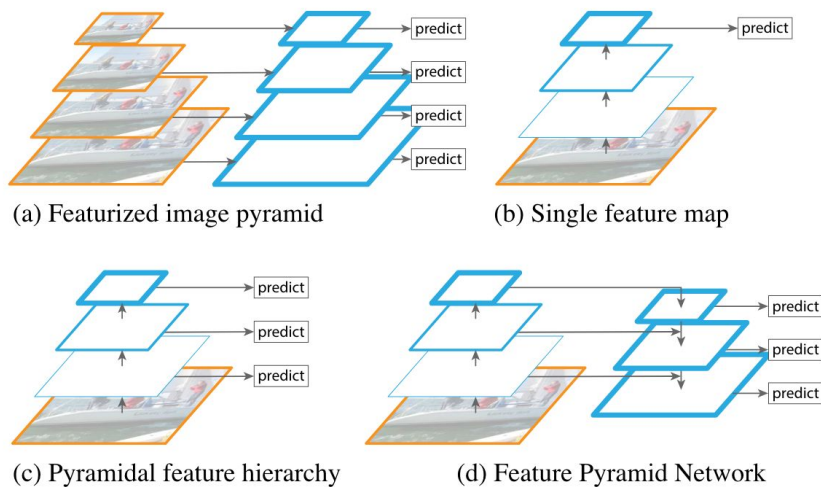 predict
predict
predict
predict
predict
(a) Featurized image pyramid
(b) Single feature map
predict
predict
predict
predict
predict
predict
(c) Pyramidal feature hierarchy
(d) Feature Pyramid Network